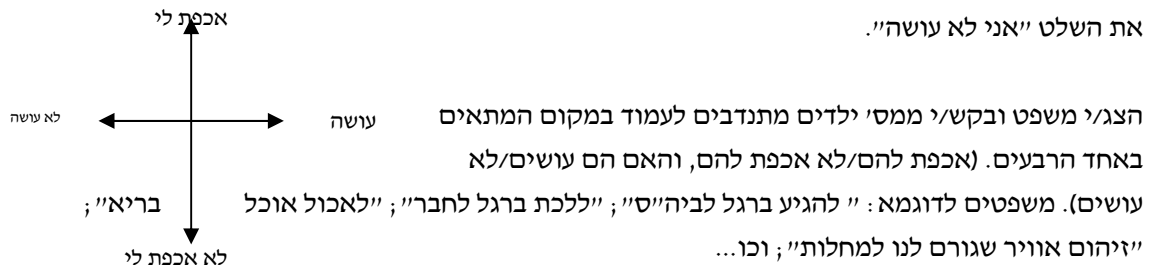 אכפת לי
את השלט "אני לא עושה".
לא עושה
עושה
הצג/י משפט ובקש/י ממס' ילדים מתנדבים לעמוד במקום המתאים
באחד הרבעים. (אכפת להם/לא אכפת להם, והאם הם עושים/לא
עושים). משפטים לדוגמא: " להגיע ברגל לביה"ס"; "ללכת ברגל לחבר"; "לאכול אוכל בריא";
"זיהום אוויר שגורם לנו למחלות"; וכו...
לא אכפת לי